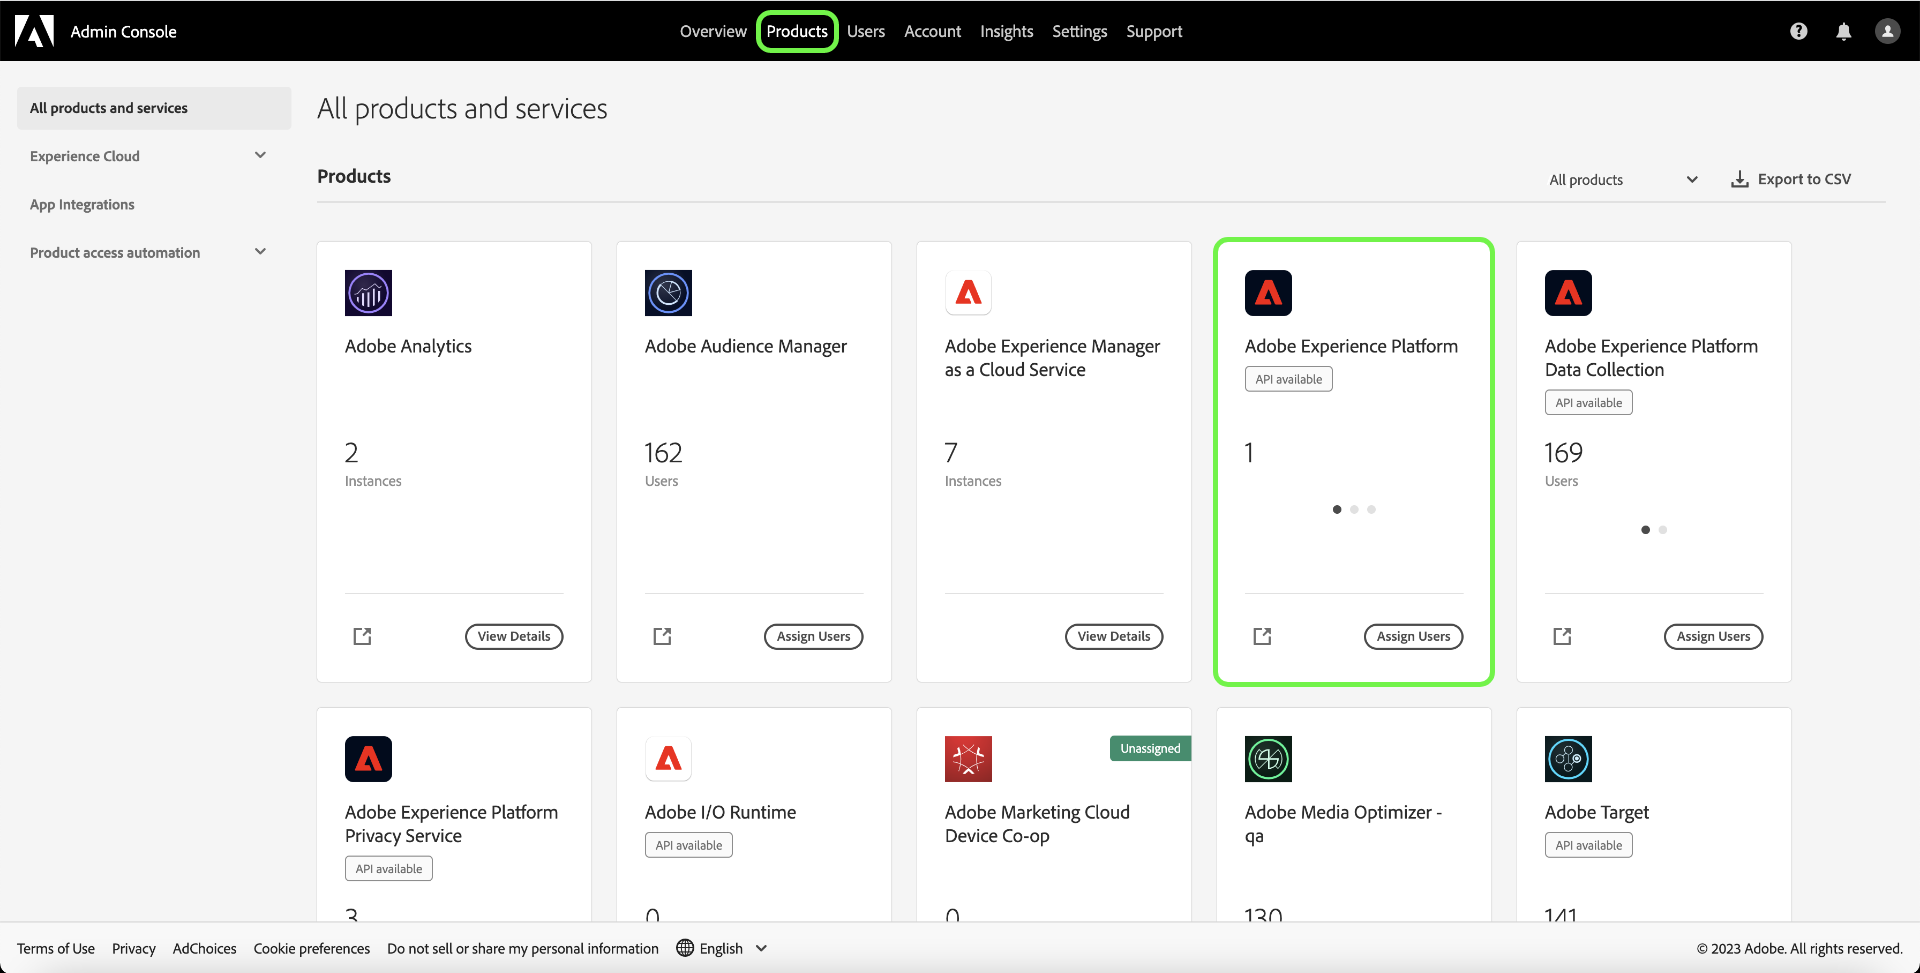 Admin Console
Overview Products Users Account Insights Settings Support
All products and services
Experience Cloud
App Integrations
Product access automation
All products and services
Products
All products
Export to CSV
Adobe Analytics
2
Instances
View Details
Adobe Audience Manager
162
Users
Assign Users
Adobe Experience Manager
as a Cloud Service
7
Instances
View Details
Adobe Experience Platform
API available
1
Assign Users
Adobe Experience Platform
Data Collection
API available
169
Users
Assign Users
Adobe Experience Platform
Privacy Service
API available
3
Adobe I/O Runtime
API available
0
Unassigned
Adobe Marketing Cloud
Device Co-op
0
Adobe Media Optimizer -
qa
130
Adobe Target
API available
141
Terms of Use Privacy AdChoices Cookie preferences Do not sell or share my personal information English
© 2023 Adobe. All rights reserved.